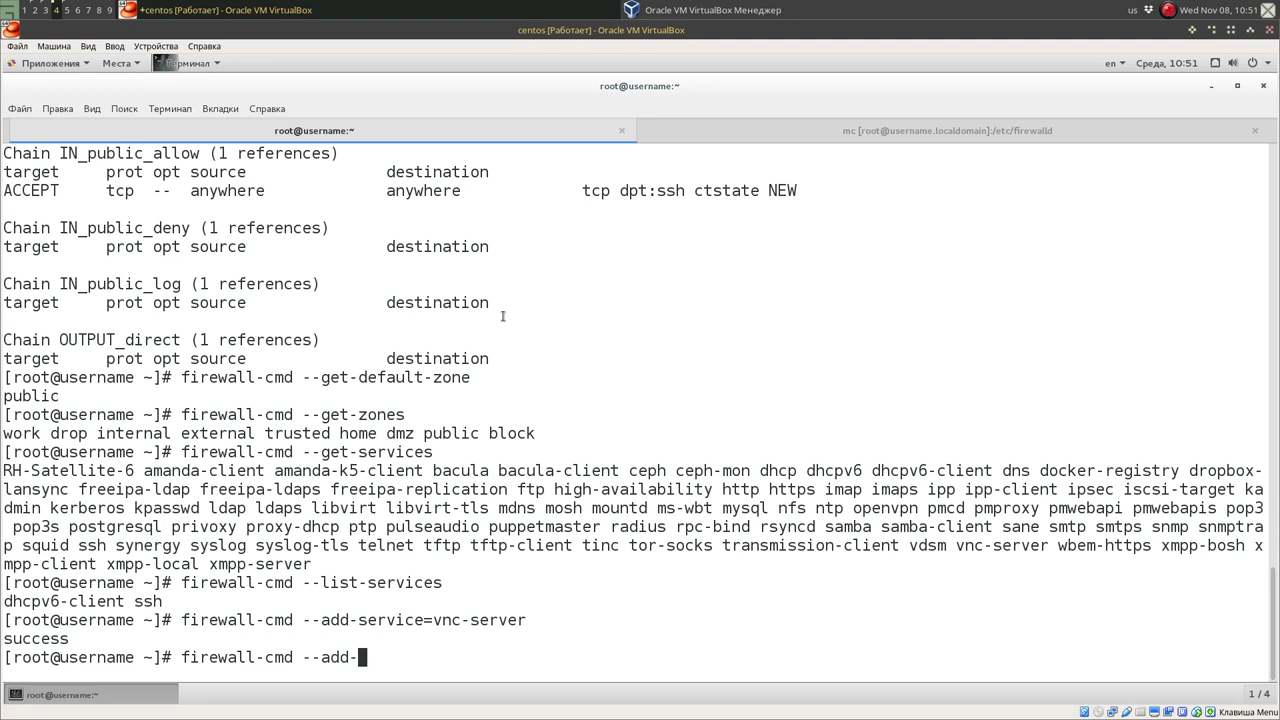 1 2 3 4 5 6 7 8 9 *centos [Работает] - Oracle VM VirtualBox Oracle VM VirtualBox Менеджер us Wed Nov 08, 10:51
centos [Работает] - Oracle VM VirtualBox
Файл Машина Вид Ввод Устройства Справка
Приложения Места Терминал en Среда, 10:51
root@username:~
Файл Правка Вид Поиск Терминал Вкладки Справка
root@username:~ mc [root@username.localdomain]:/etc/firewalld
Chain IN_public_allow (1 references)
target prot opt source destination
ACCEPT tcp -- anywhere anywhere tcp dpt:ssh ctstate NEW
Chain IN_public_deny (1 references)
target prot opt source destination
Chain IN_public_log (1 references)
target prot opt source destination
Chain OUTPUT_direct (1 references)
target prot opt source destination
[root@username ~]# firewall-cmd --get-default-zone
public
[root@username ~]# firewall-cmd --get-zones
work drop internal external trusted home dmz public block
[root@username ~]# firewall-cmd --get-services
RH-Satellite-6 amanda-client amanda-k5-client bacula bacula-client ceph ceph-mon dhcp dhcpv6 dhcpv6-client dns docker-registry dropbox-
lansync freeipa-ldap freeipa-ldaps freeipa-replication ftp high-availability http https imap imaps ipp ipp-client ipsec iscsi-target ka
dmin kerberos kpasswd ldap ldaps libvirt libvirt-tls mdns mosh mountd ms-wbt mysql nfs ntp openvpn pmcd pmproxy pmwebapi pmwebapis pop3
pop3s postgresql privoxy proxy-dhcp ptp pulseaudio puppetmaster radius rpc-bind rsyncd samba samba-client sane smtp smtps snmp snmptra
p squid ssh synergy syslog syslog-tls telnet tftp tftp-client tinc tor-socks transmission-client vdsm vnc-server wbem-https xmpp-bosh x
mpp-client xmpp-local xmpp-server
[root@username ~]# firewall-cmd --list-services
dhcpv6-client ssh
[root@username ~]# firewall-cmd --add-service=vnc-server
success
[root@username ~]# firewall-cmd --add-
root@username:~ 1 / 4
Клавиша Menu